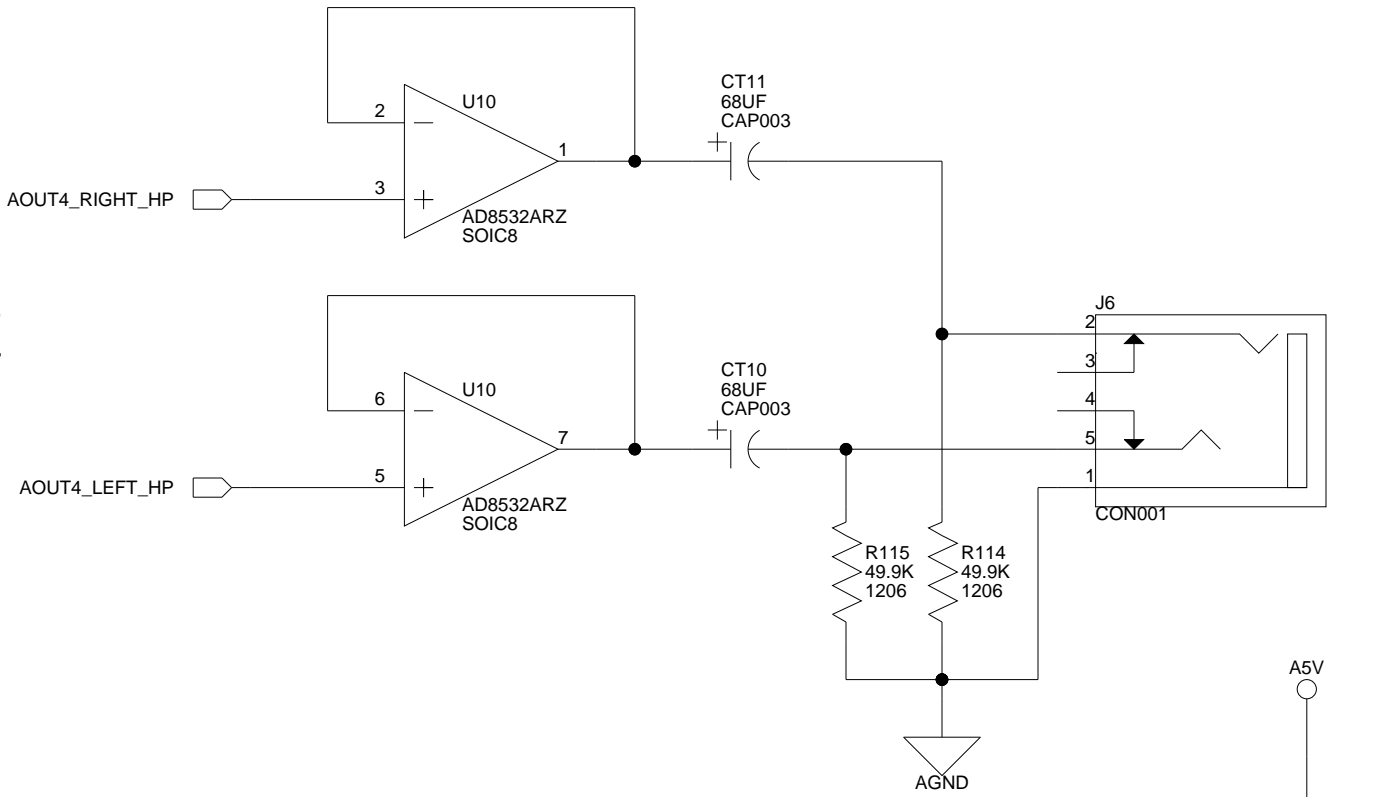 CT11
68UF
CAP003
U10
2
1
3
AOUT4_RIGHT_HP
AD8532ARZ
SOIC8
J6
2
3
4
5
1
CON001
CT10
68UF
CAP003
U10
6
7
5
AOUT4_LEFT_HP
AD8532ARZ
SOIC8
R115
49.9K
1206
R114
49.9K
1206
A5V
AGND